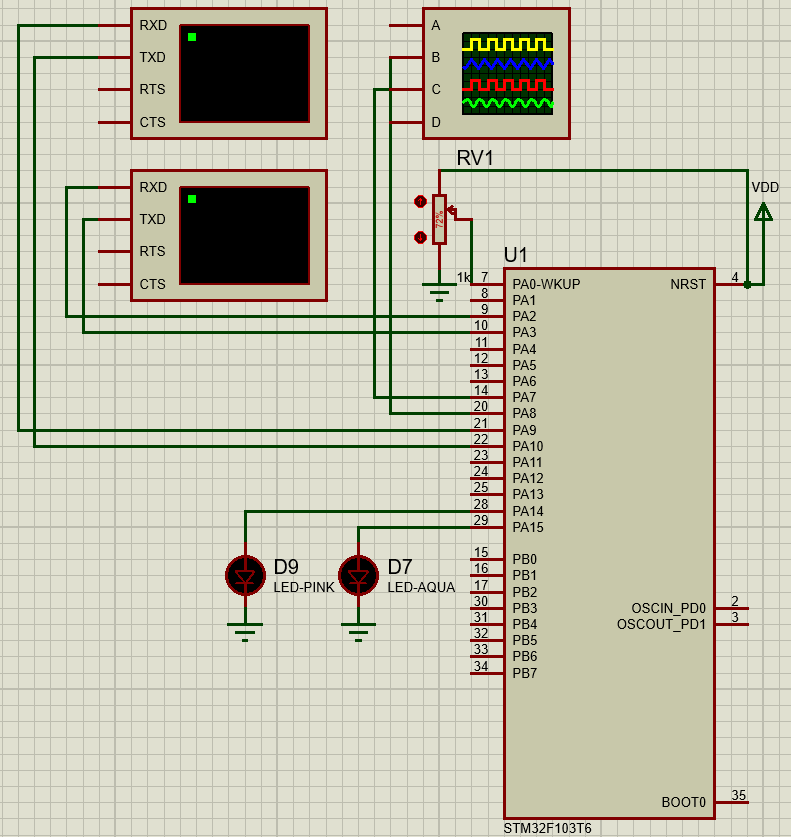 RXD
TXD
RTS
CTS
A
B
C
D
RXD
TXD
RTS
CTS
RV1
72%
1k
VDD
U1
7 PA0-WKUP NRST 4
8 PA1
9 PA2
10 PA3
11 PA4
12 PA5
13 PA6
14 PA7
20 PA8
21 PA9
22 PA10
23 PA11
24 PA12
25 PA13
28 PA14
29 PA15
D9
LED-PINK
D7
LED-AQUA
15 PB0
16 PB1
17 PB2
30 PB3 OSCIN_PD0 2
31 PB4 OSCOUT_PD1 3
32 PB5
33 PB6
34 PB7
BOOT0 35
STM32F103T6